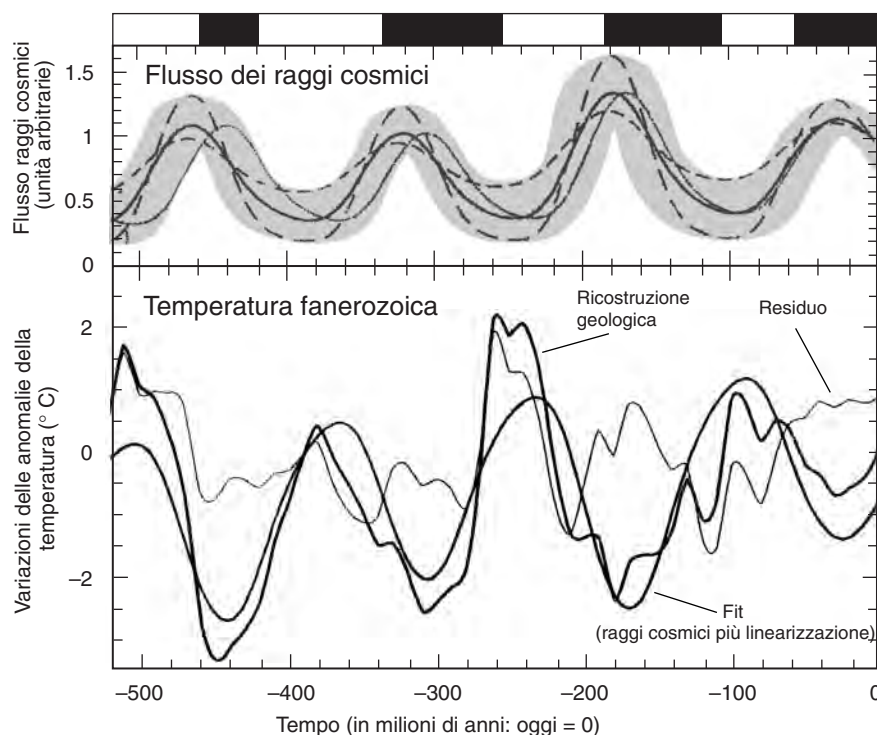 Flusso dei raggi cosmici
Flusso raggi cosmici
(unità arbitrarie)
1.5
1
0.5
0
Temperatura fanerozoica
Ricostruzione
geologica
Residuo
Variazioni delle anomalie della
temperatura (° C)
2
0
–2
Fit
(raggi cosmici più linearizzazione)
–500
–400
–300
–200
–100
0
Tempo (in milioni di anni: oggi = 0)